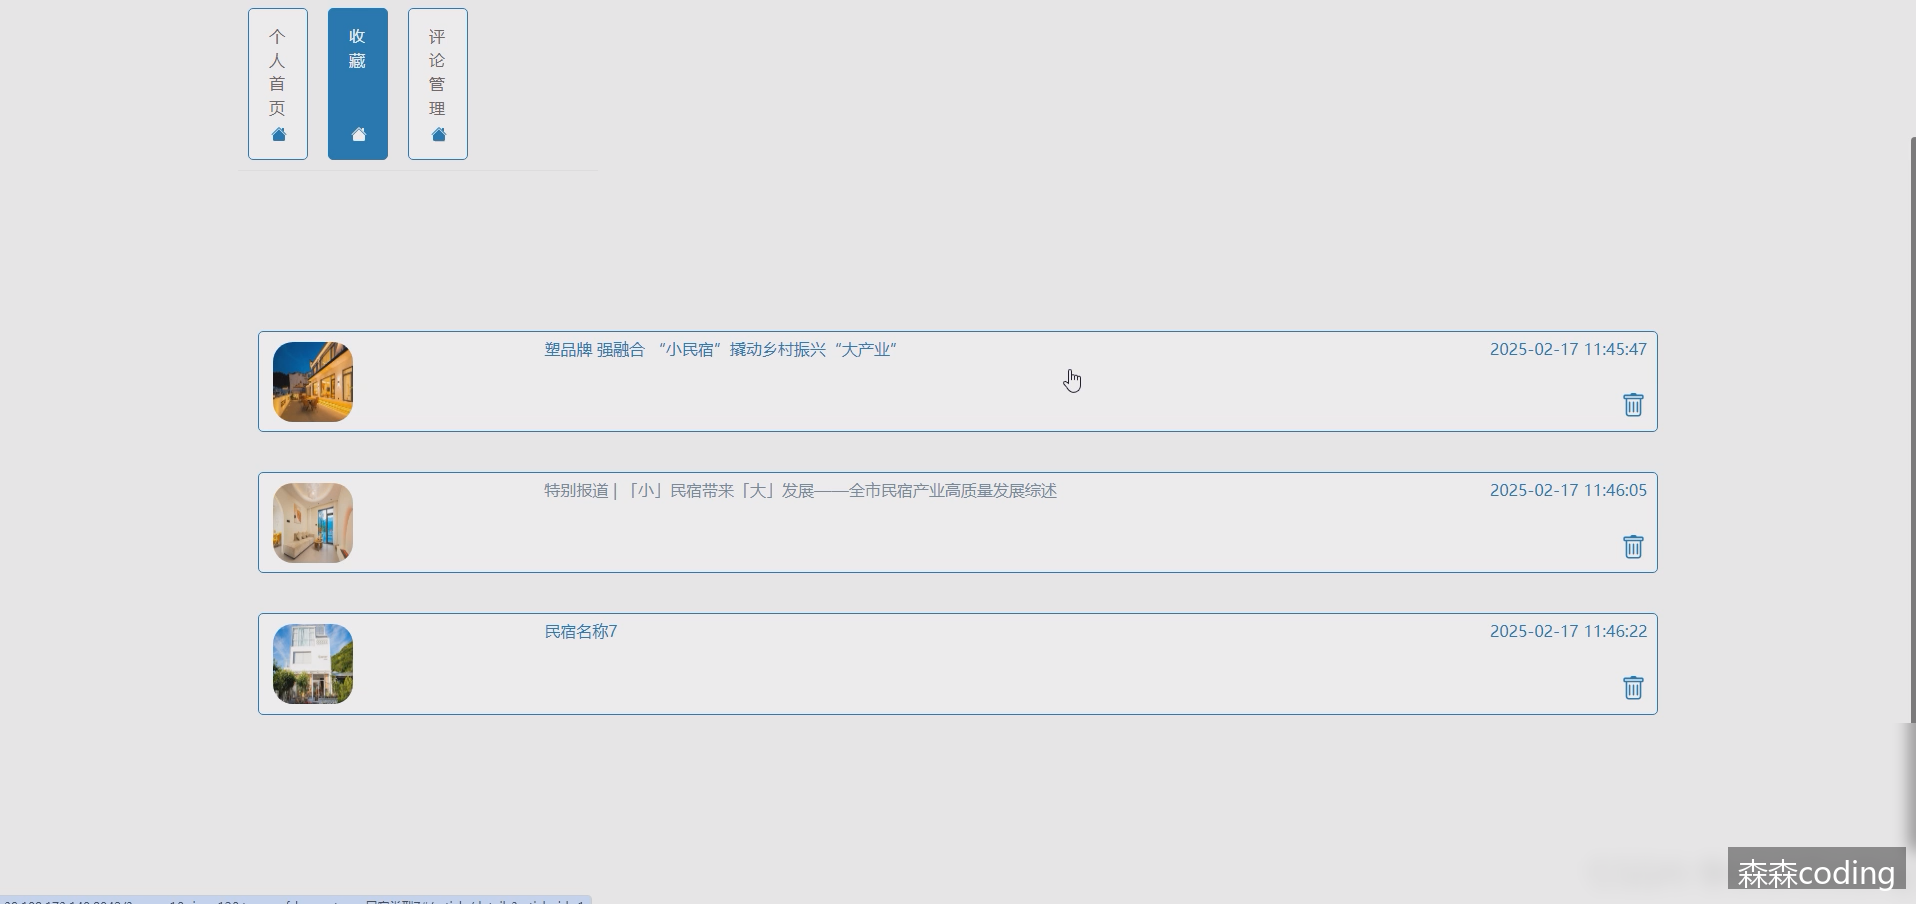 个人首页
收藏
评论管理
塑品牌 强融合 “小民宿”撬动乡村振兴“大产业”
2025-02-17 11:45:47
特别报道 | 「小」民宿带来「大」发展——全市民宿产业高质量发展综述
2025-02-17 11:46:05
民宿名称7
2025-02-17 11:46:22
森森coding